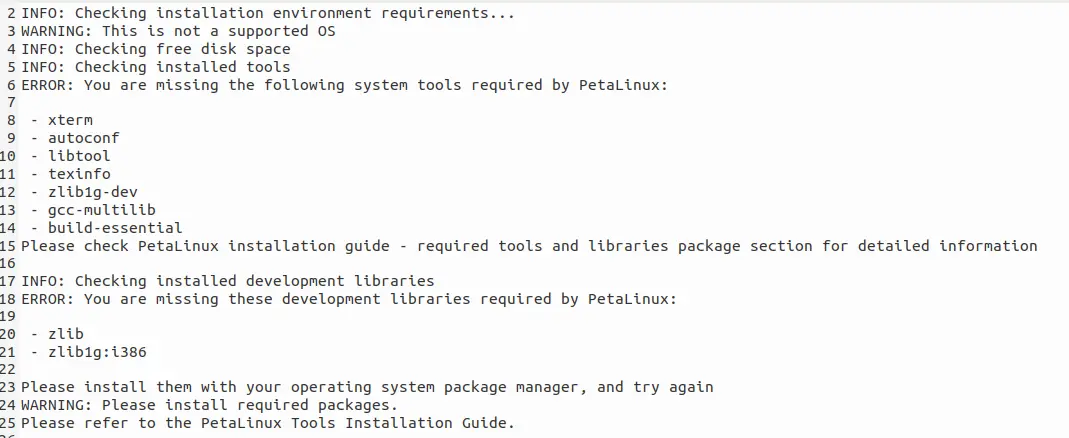 2 INFO: Checking installation environment requirements...
3 WARNING: This is not a supported OS
4 INFO: Checking free disk space
5 INFO: Checking installed tools
6 ERROR: You are missing the following system tools required by PetaLinux:
7
8  - xterm
9  - autoconf
10  - libtool
11  - texinfo
12  - zlib1g-dev
13  - gcc-multilib
14  - build-essential
15 Please check PetaLinux installation guide - required tools and libraries package section for detailed information
16
17 INFO: Checking installed development libraries
18 ERROR: You are missing these development libraries required by PetaLinux:
19
20  - zlib
21  - zlib1g:i386
22
23 Please install them with your operating system package manager, and try again
24 WARNING: Please install required packages.
25 Please refer to the PetaLinux Tools Installation Guide.